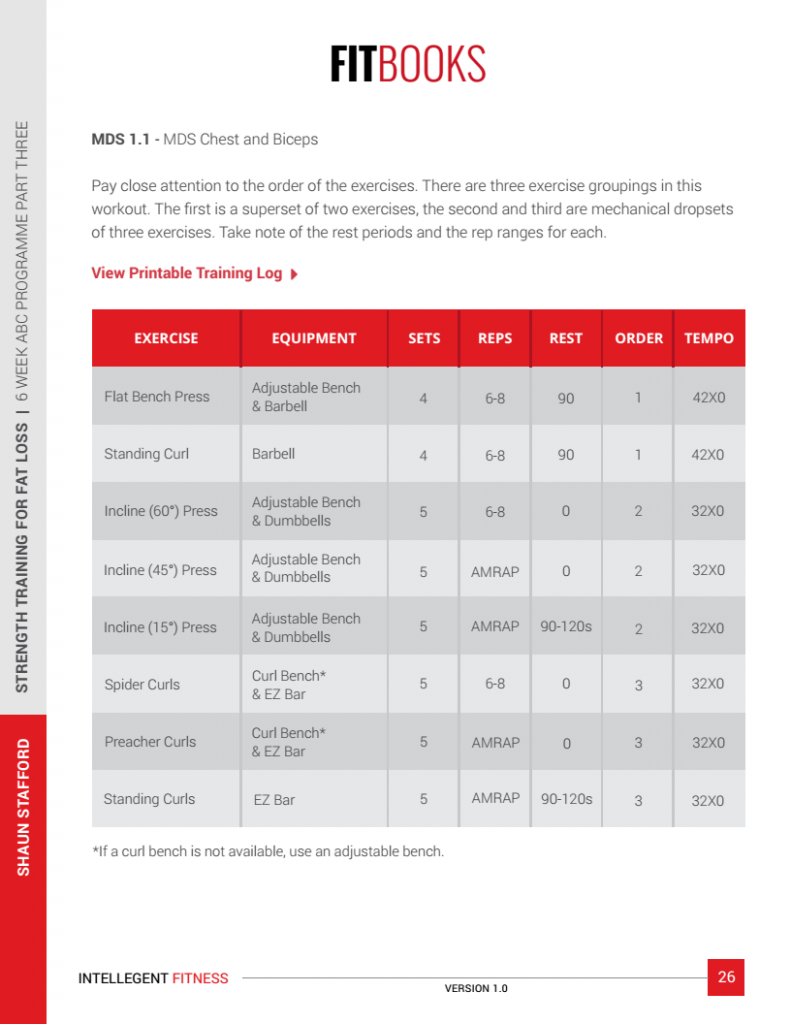 FITBOOKS
MDS 1.1 - MDS Chest and Biceps
Pay close attention to the order of the exercises. There are three exercise groupings in this
workout. The first is a superset of two exercises, the second and third are mechanical dropsets
of three exercises. Take note of the rest periods and the rep ranges for each.
View Printable Training Log
EXERCISE EQUIPMENT SETS REPS REST ORDER TEMPO
Flat Bench Press Adjustable Bench & Barbell 4 6-8 90 1 42X0
Standing Curl Barbell 4 6-8 90 1 42X0
Incline (60°) Press Adjustable Bench & Dumbbells 5 6-8 0 2 32X0
Incline (45°) Press Adjustable Bench & Dumbbells 5 AMRAP 0 2 32X0
Incline (15°) Press Adjustable Bench & Dumbbells 5 AMRAP 90-120s 2 32X0
Spider Curls Curl Bench* & EZ Bar 5 6-8 0 3 32X0
Preacher Curls Curl Bench* & EZ Bar 5 AMRAP 0 3 32X0
Standing Curls EZ Bar 5 AMRAP 90-120s 3 32X0
*If a curl bench is not available, use an adjustable bench.
INTELLEGENT FITNESS
VERSION 1.0
26
SHAUN STAFFORD
STRENGTH TRAINING FOR FAT LOSS | 6 WEEK ABC PROGRAMME PART THREE